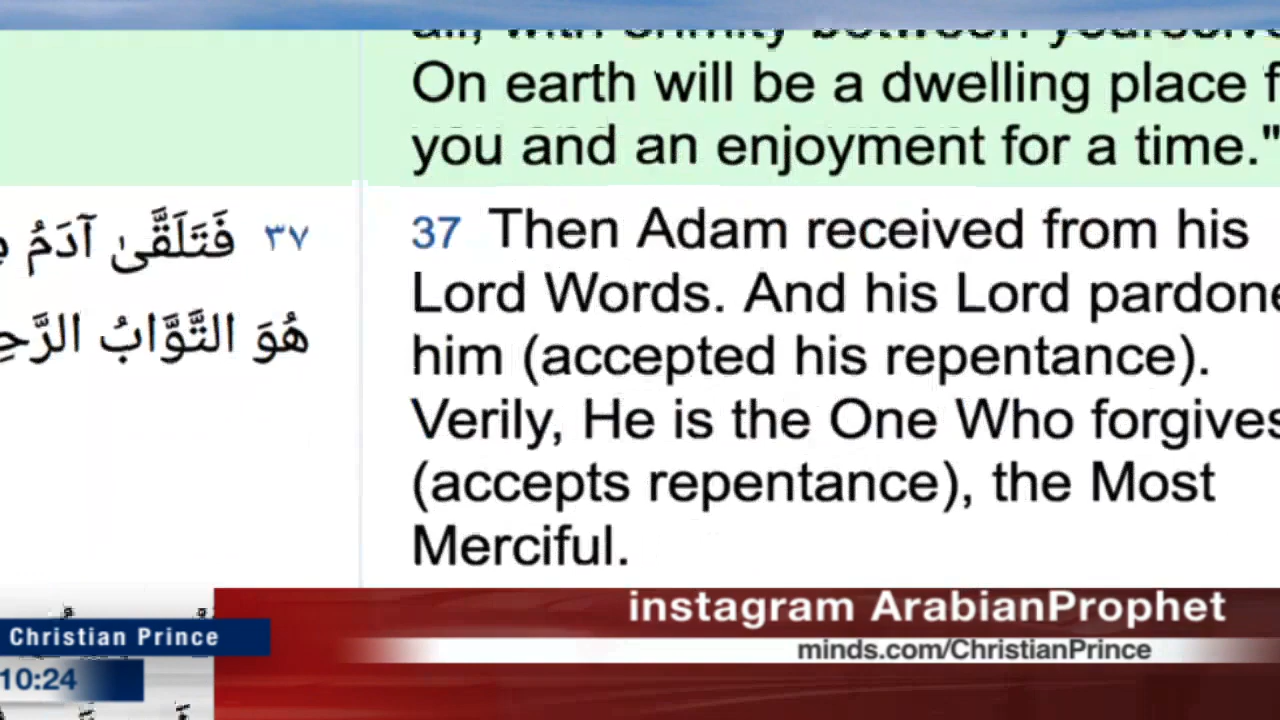 On earth will be a dwelling place
you and an enjoyment for a time."
٣٧ فَتَلَقَّىٰ آدَمُ
هُوَ التَّوَّابُ
37 Then Adam received from his
Lord Words. And his Lord
him (accepted his repentance).
Verily, He is the One Who forgives
(accepts repentance), the Most
Merciful.
instagram ArabianProphet
minds.com/ChristianPrince
Christian Prince
10:24